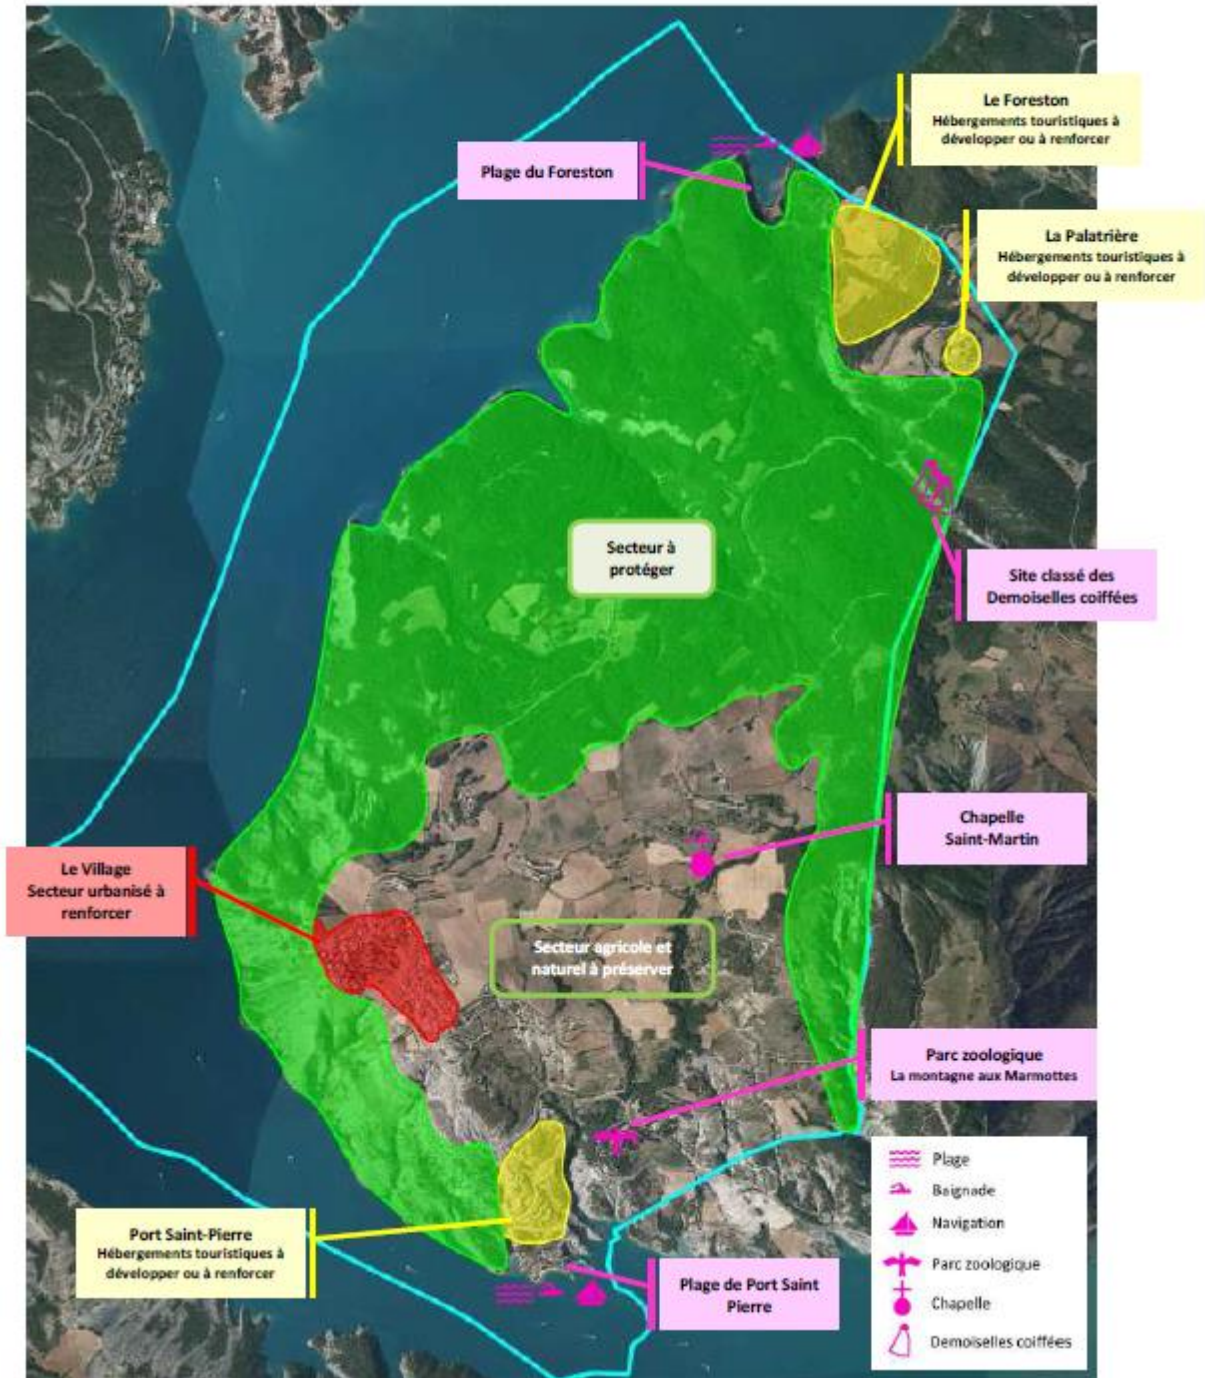 Le Foreston
Hébergements touristiques à
développer ou à renforcer
Plage du Foreston
La Palatrière
Hébergements touristiques à
développer ou à renforcer
Secteur à
protéger
Site classé des
Demoiselles coiffées
Chapelle
Saint-Martin
Le Village
Secteur urbanisé à
renforcer
Secteur agricole et
naturel à préserver
Parc zoologique
La montagne aux Marmottes
Port Saint-Pierre
Hébergements touristiques à
développer ou à renforcer
Plage de Port Saint
Pierre
Plage
Baignade
Navigation
Parc zoologique
Chapelle
Demoiselles coiffées